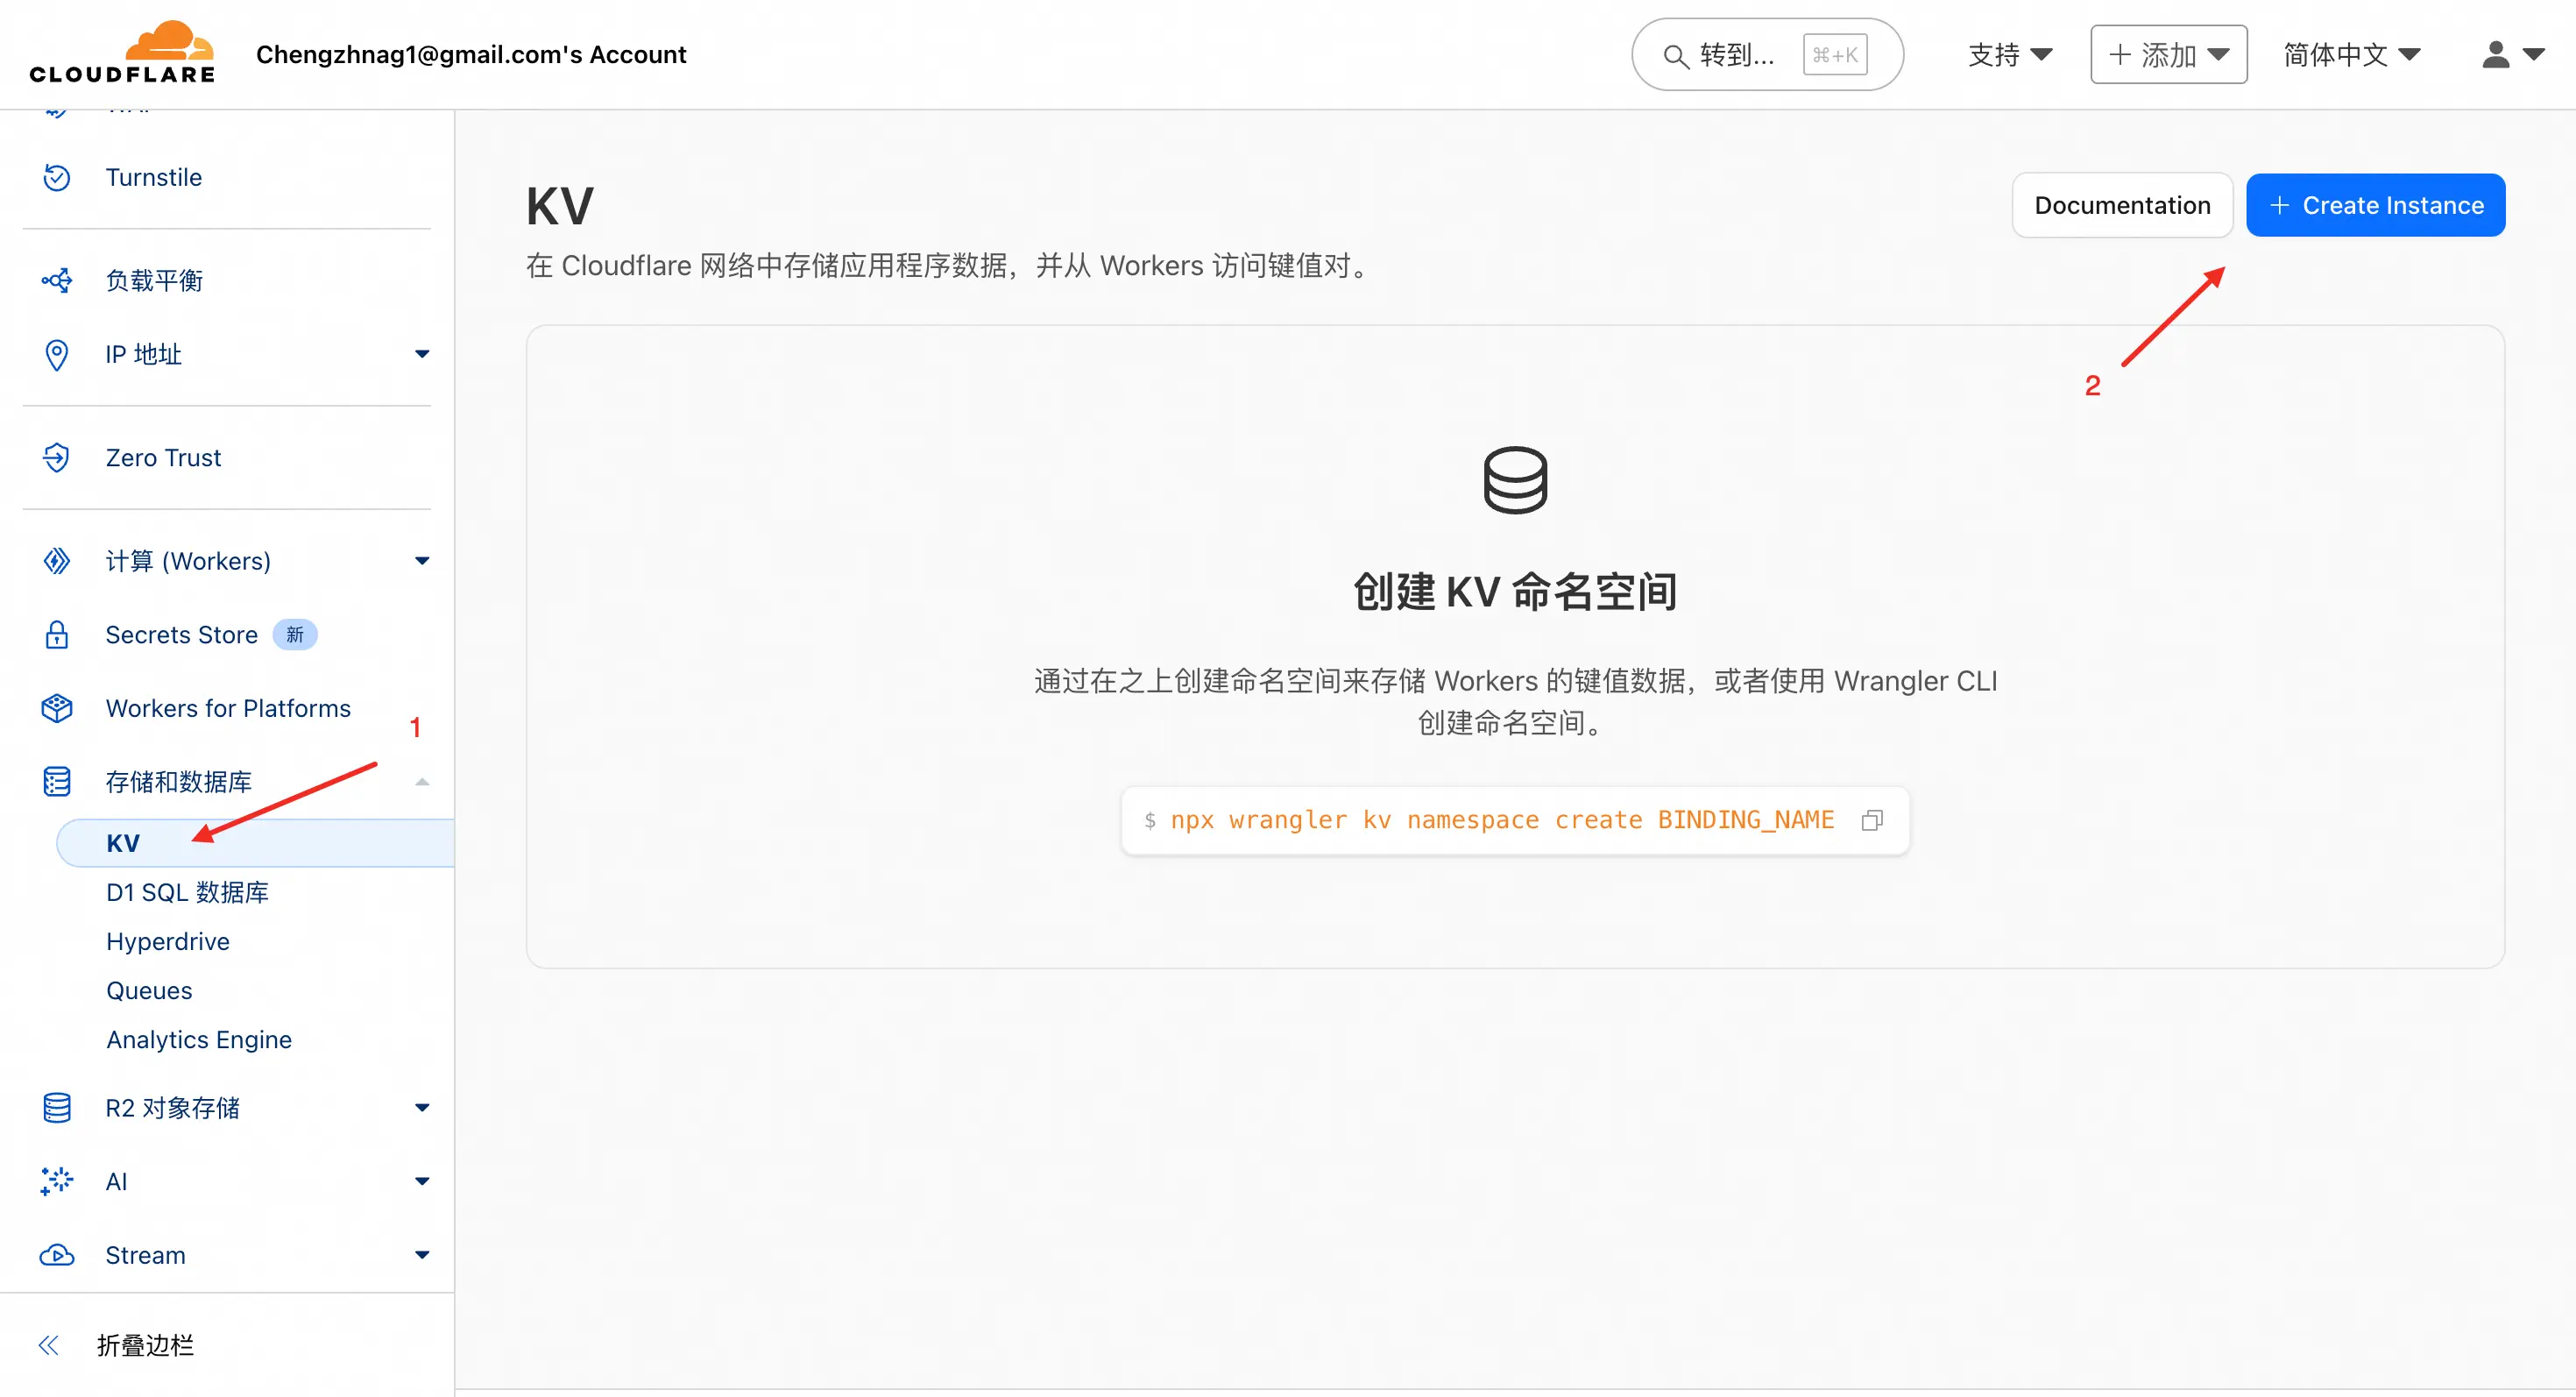 CLOUDFLARE
Chengzhnag1@gmail.com's Account
转到...
⌘+K
支持
+ 添加
简体中文
Turnstile
负载平衡
IP 地址
Zero Trust
计算 (Workers)
Secrets Store 新
Workers for Platforms
1
存储和数据库
KV
D1 SQL 数据库
Hyperdrive
Queues
Analytics Engine
R2 对象存储
AI
Stream
折叠边栏
KV
Documentation
+ Create Instance
在 Cloudflare 网络中存储应用程序数据，并从 Workers 访问键值对。
2
创建 KV 命名空间
通过在之上创建命名空间来存储 Workers 的键值数据，或者使用 Wrangler CLI
创建命名空间。
$ npx wrangler kv namespace create BINDING_NAME